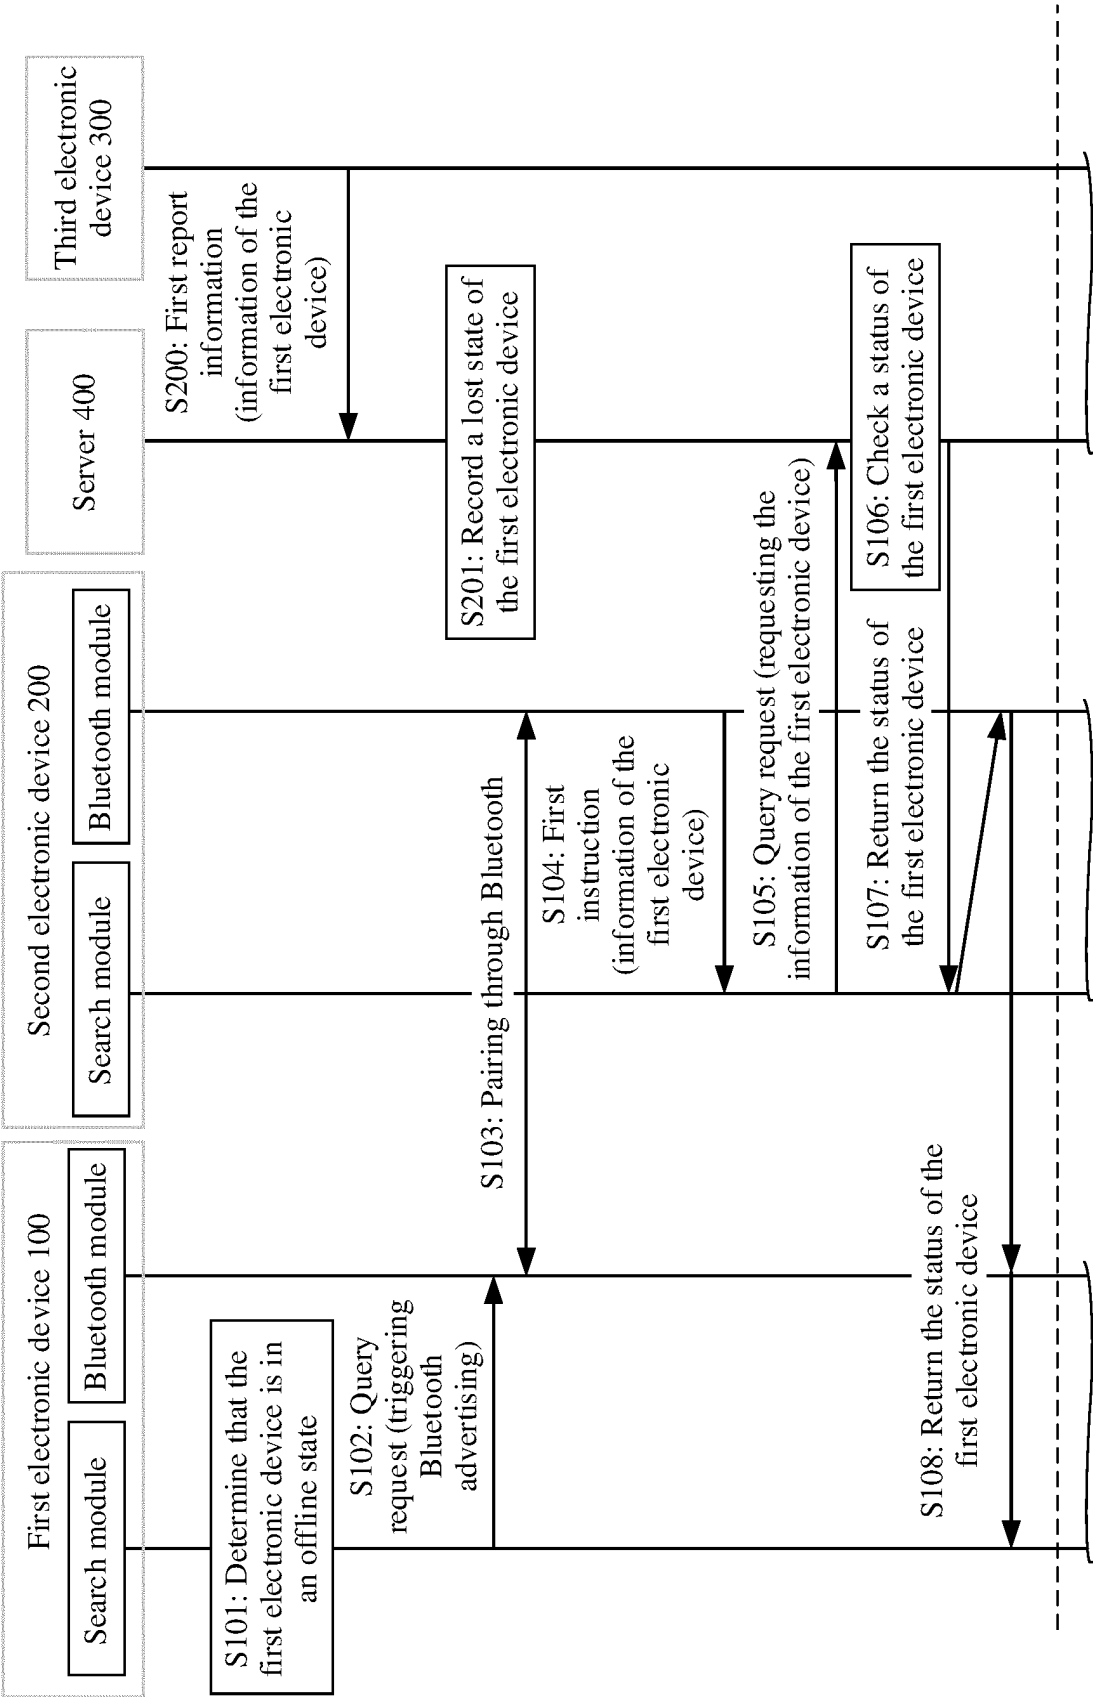 First electronic device 100
Search module
Bluetooth module
Second electronic device 200
Search module
Bluetooth module
Server 400
Third electronic
device 300
S200: First report
information
(information of the
first electronic
device)
S101: Determine that the
first electronic device is in
an offline state
S102: Query
request (triggering
Bluetooth
advertising)
S201: Record a lost state of
the first electronic device
S103: Pairing through Bluetooth
S104: First
instruction
(information of the
first electronic
device)
S105: Query request (requesting the
information of the first electronic device)
S106: Check a status of
the first electronic device
S107: Return the status of
the first electronic device
S108: Return the status of the
first electronic device